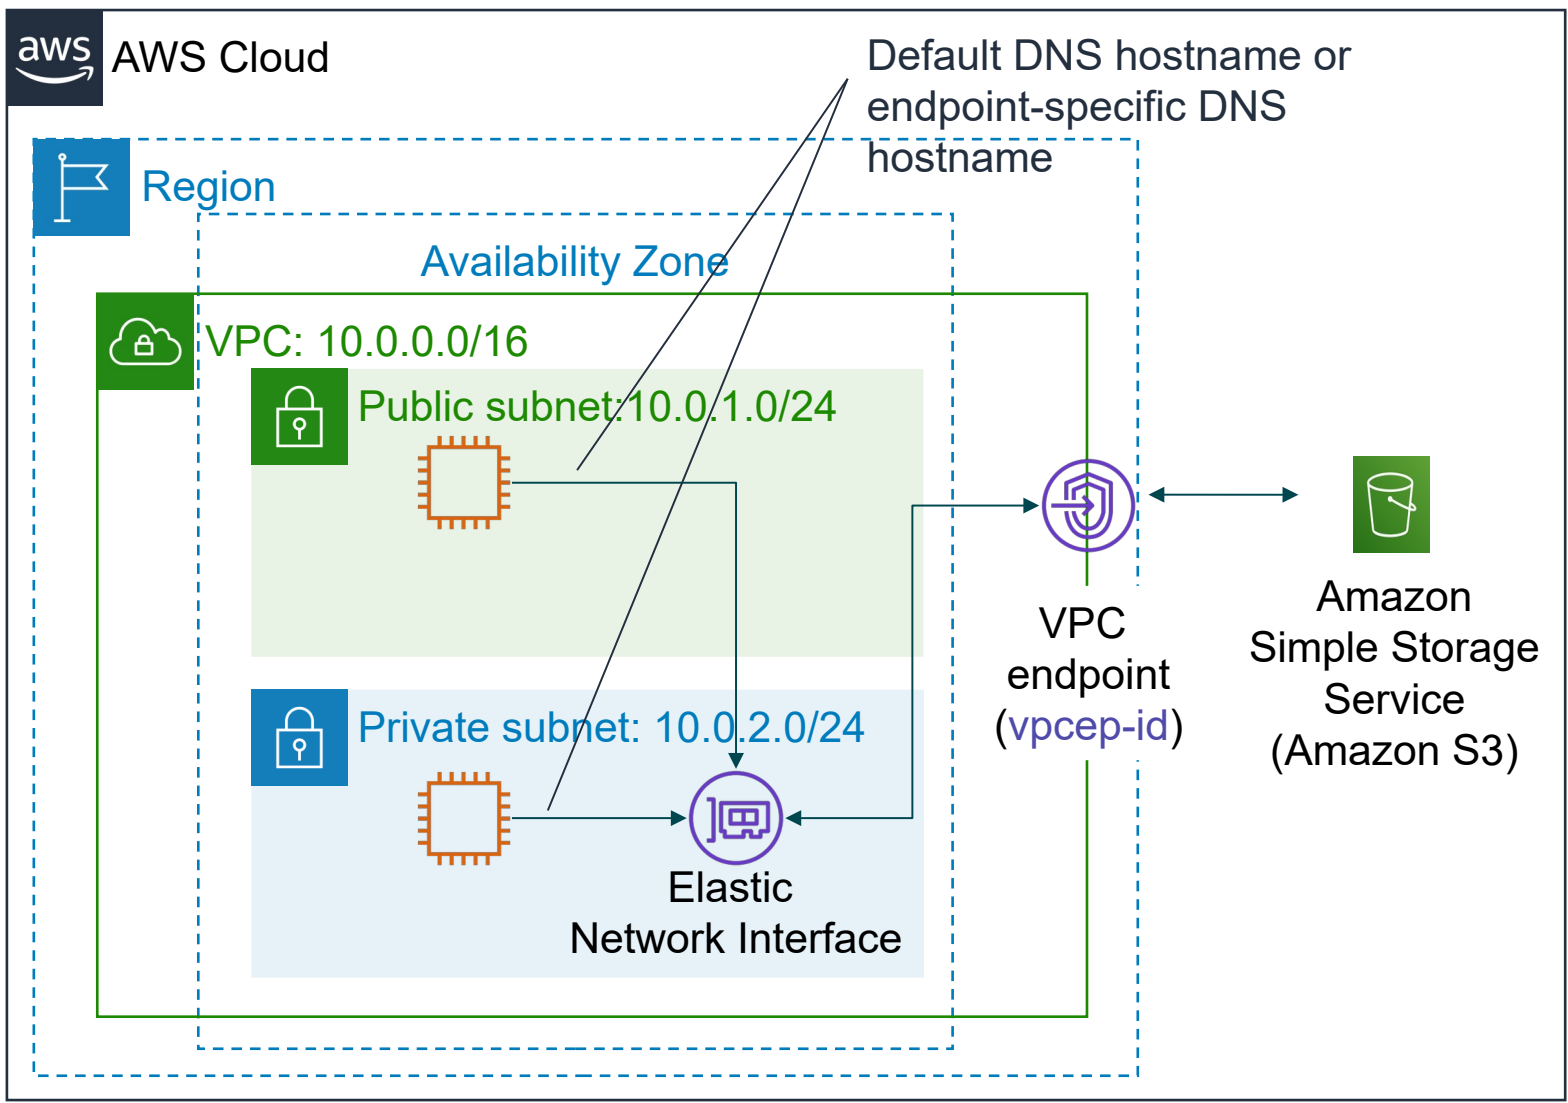 aws
AWS Cloud
Default DNS hostname or
endpoint-specific DNS
hostname
Region
Availability Zone
VPC: 10.0.0.0/16
Public subnet:10.0.1.0/24
Private subnet: 10.0.2.0/24
Elastic
Network Interface
VPC
endpoint
(vpcep-id)
Amazon
Simple Storage
Service
(Amazon S3)